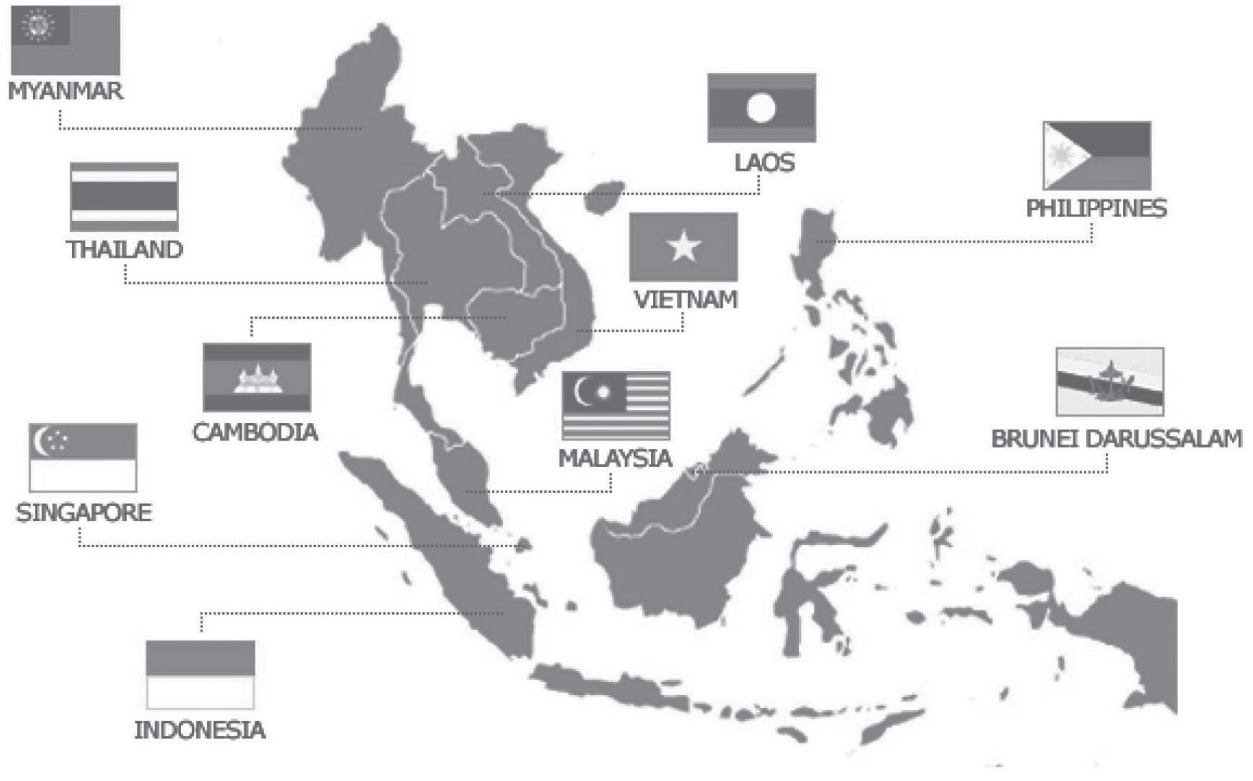 MYANMAR
LAOS
PHILIPPINES
THAILAND
VIETNAM
CAMBODIA
MALAYSIA
BRUNEI DARUSSALAM
SINGAPORE
INDONESIA